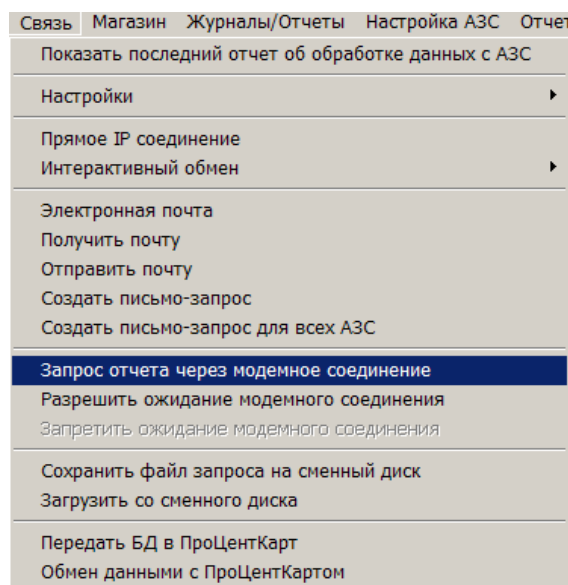 Связь Магазин Журналы/Отчеты Настройка АЗС Отчет
Показать последний отчет об обработке данных с АЗС
Настройки
Прямое IP соединение
Интерактивный обмен
Электронная почта
Получить почту
Отправить почту
Создать письмо-запрос
Создать письмо-запрос для всех АЗС
Запрос отчета через модемное соединение
Разрешить ожидание модемного соединения
Запретить ожидание модемного соединения
Сохранить файл запроса на сменный диск
Загрузить со сменного диска
Передать БД в ПроЦентКарт
Обмен данными с ПроЦентКартом